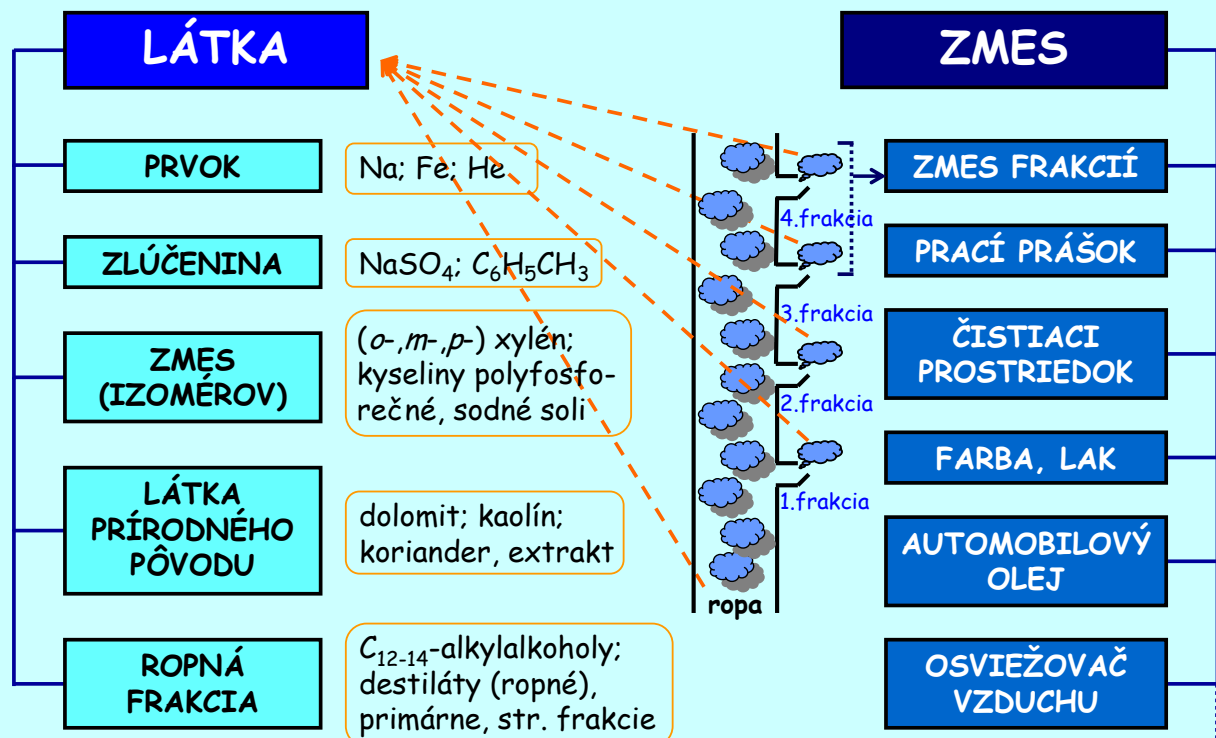 LÁTKA
PRVOK
Na; Fe; He
ZLÚČENINA
NaSO₄; C₆H₅CH₃
ZMES
(IZOMÉROV)
(o-,m-,p-) xylén;
kyseliny polyfosfo-
rečné, sodné soli
LÁTKA
PRÍRODNÉHO
PÔVODU
dolomit; kaolín;
koriander, extrakt
ROPNÁ
FRAKCIA
C₁₂₋₁₄-alkylalkoholy;
destiláty (ropné),
primárne, str. frakcie
4.frakcia
3.frakcia
2.frakcia
1.frakcia
ropa
ZMES
ZMES FRAKCIÍ
PRACÍ PRÁŠOK
ČISTIACI
PROSTRIEDOK
FARBA, LAK
AUTOMOBILOVÝ
OLEJ
OSVIEŽOVAČ
VZDUCHU